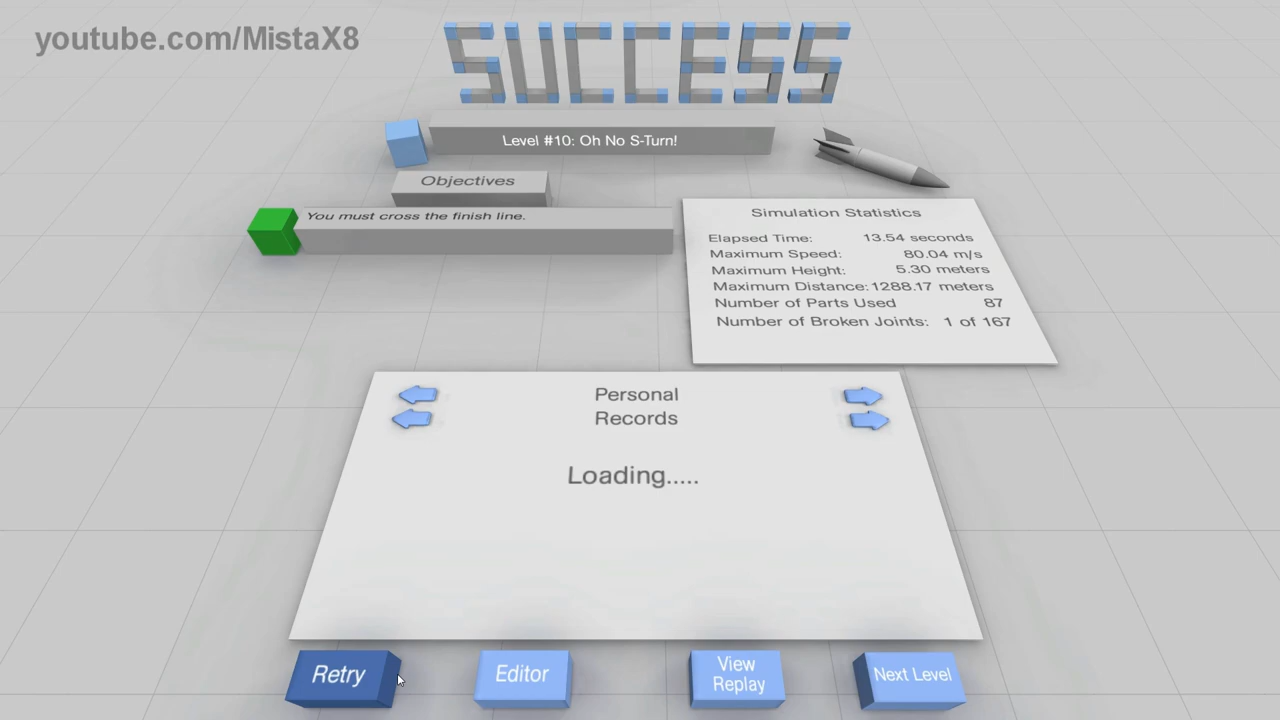 youtube.com/MistaX8
SUCCESS
Level #10: Oh No S-Turn!
Objectives
You must cross the finish line.
Simulation Statistics
Elapsed Time: 13.54 seconds
Maximum Speed: 80.04 m/s
Maximum Height: 5.30 meters
Maximum Distance: 1288.17 meters
Number of Parts Used 87
Number of Broken Joints: 1 of 167
Personal
Records
Loading.....
Retry
Editor
View
Replay
Next Level